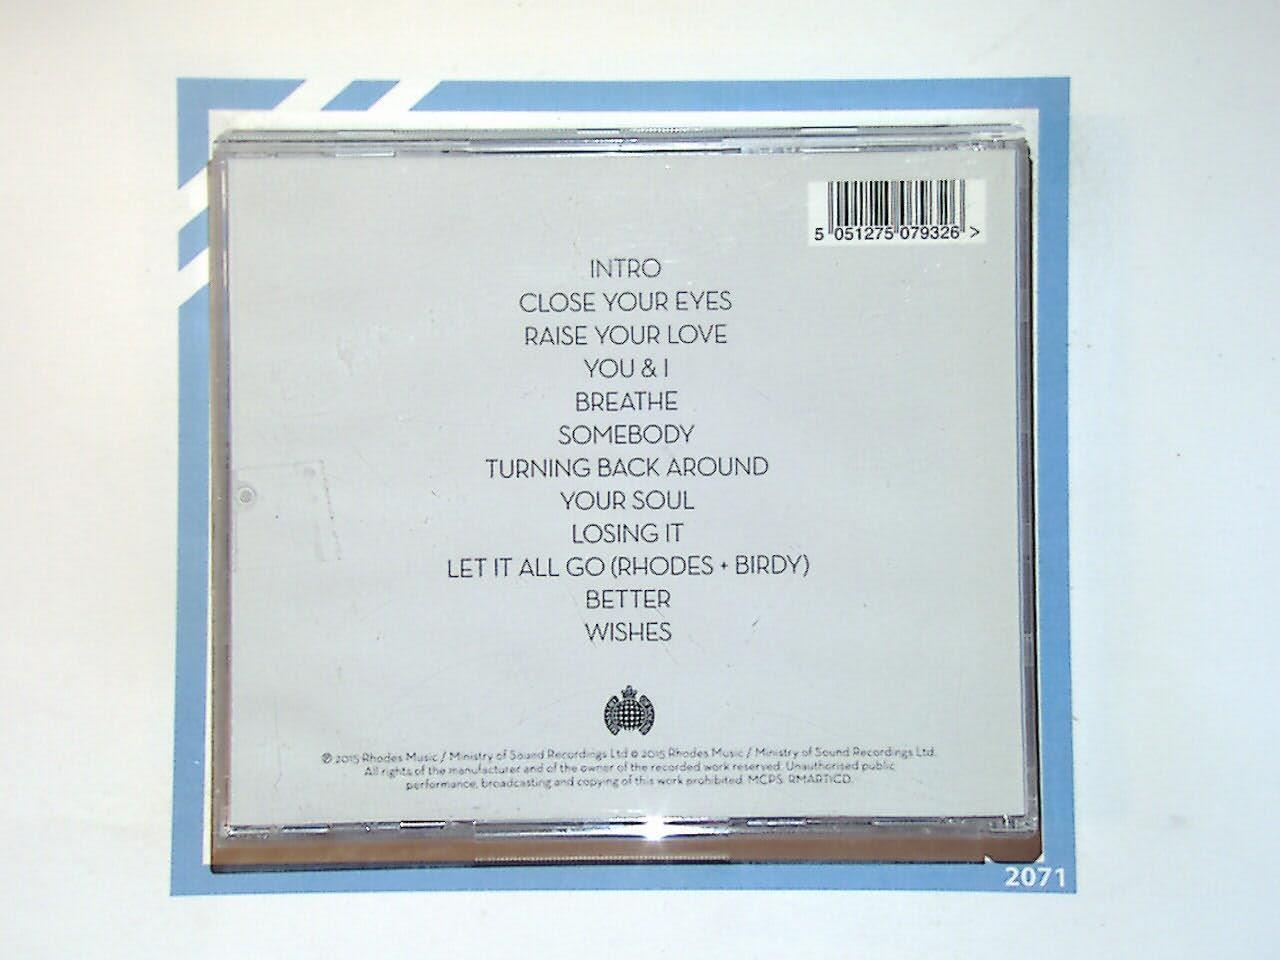 5 051275 079326 >
INTRO
CLOSE YOUR EYES
RAISE YOUR LOVE
YOU & I
BREATHE
SOMEBODY
TURNING BACK AROUND
YOUR SOUL
LOSING IT
LET IT ALL GO (RHODES + BIRDY)
BETTER
WISHES
℗ 2015 Rhodes Music / Ministry of Sound Recordings Ltd © 2015 Rhodes Music / Ministry of Sound Recordings Ltd.
All rights of the manufacturer and of the owner of the recorded work reserved. Unauthorised public
performance, broadcasting and copying of this work prohibited. MCPS. RMART1CD.
2071